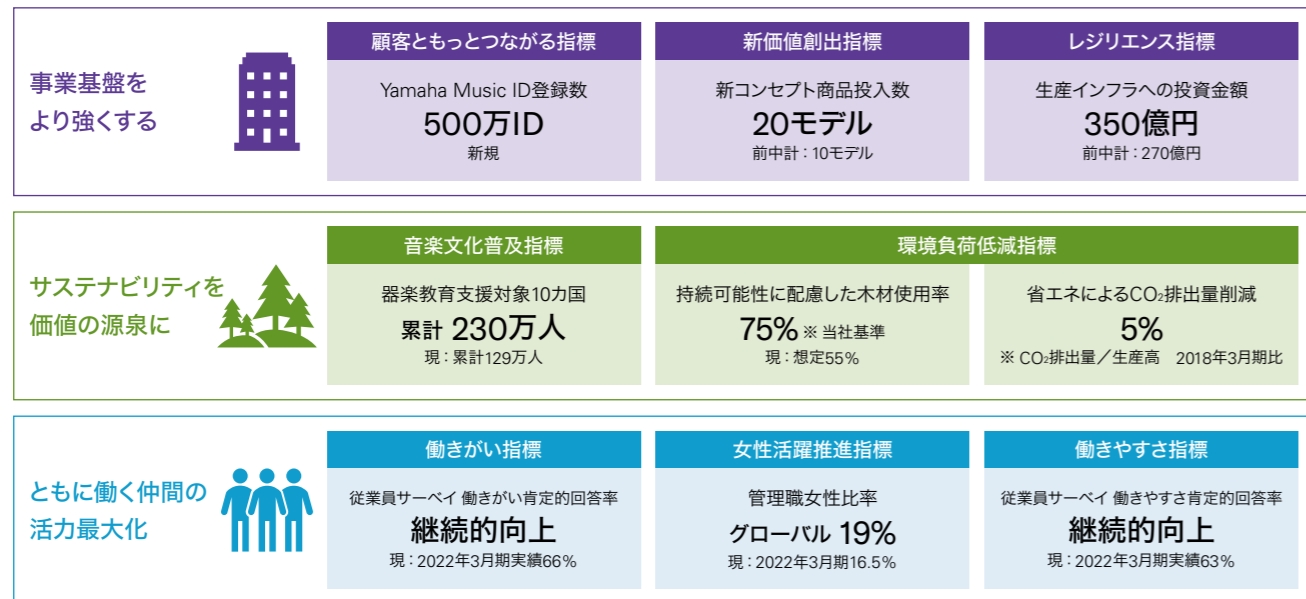 事業基盤を
より強くする
顧客ともっとつながる指標
Yamaha Music ID登録数
500万ID
新規
新価値創出指標
新コンセプト商品投入数
20モデル
前中計：10モデル
レジリエンス指標
生産インフラへの投資金額
350億円
前中計：270億円
サステナビリティを
価値の源泉に
音楽文化普及指標
器楽教育支援対象10カ国
累計 230万人
現：累計129万人
環境負荷低減指標
持続可能性に配慮した木材使用率
75% ※ 当社基準
現：想定55%
省エネによるCO₂排出量削減
5%
※ CO₂排出量／生産高　2018年3月期比
ともに働く仲間の
活力最大化
働きがい指標
従業員サーベイ 働きがい肯定的回答率
継続的向上
現：2022年3月期実績66%
女性活躍推進指標
管理職女性比率
グローバル 19%
現：2022年3月期16.5%
働きやすさ指標
従業員サーベイ 働きやすさ肯定的回答率
継続的向上
現：2022年3月期実績63%